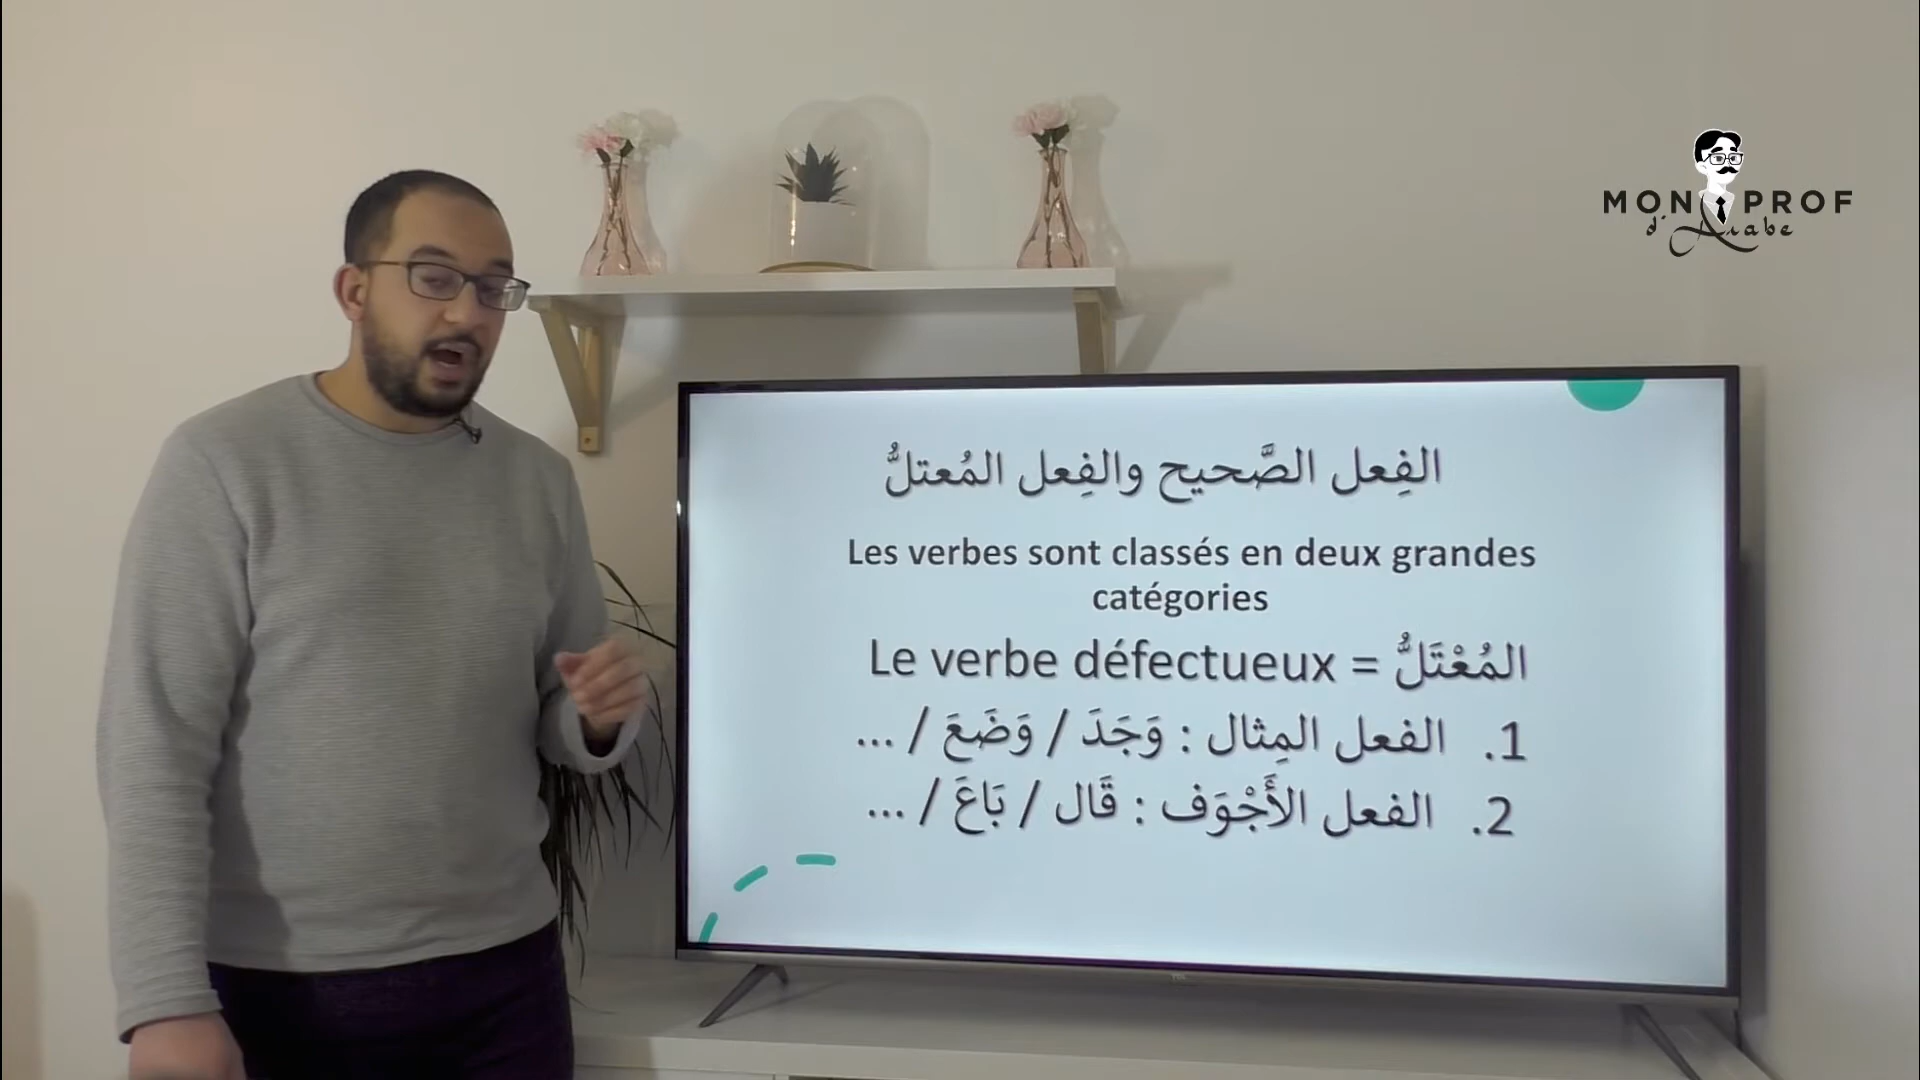 MON PROF
d'Arabe
الفِعل الصَّحيح والفِعل المُعتلُّ
Les verbes sont classés en deux grandes
catégories
Le verbe défectueux = المُعْتَلُّ
1. الفعل المِثال : وَجَدَ / وَضَعَ / ...
2. الفعل الأَجْوَف : قَال / بَاعَ / ...